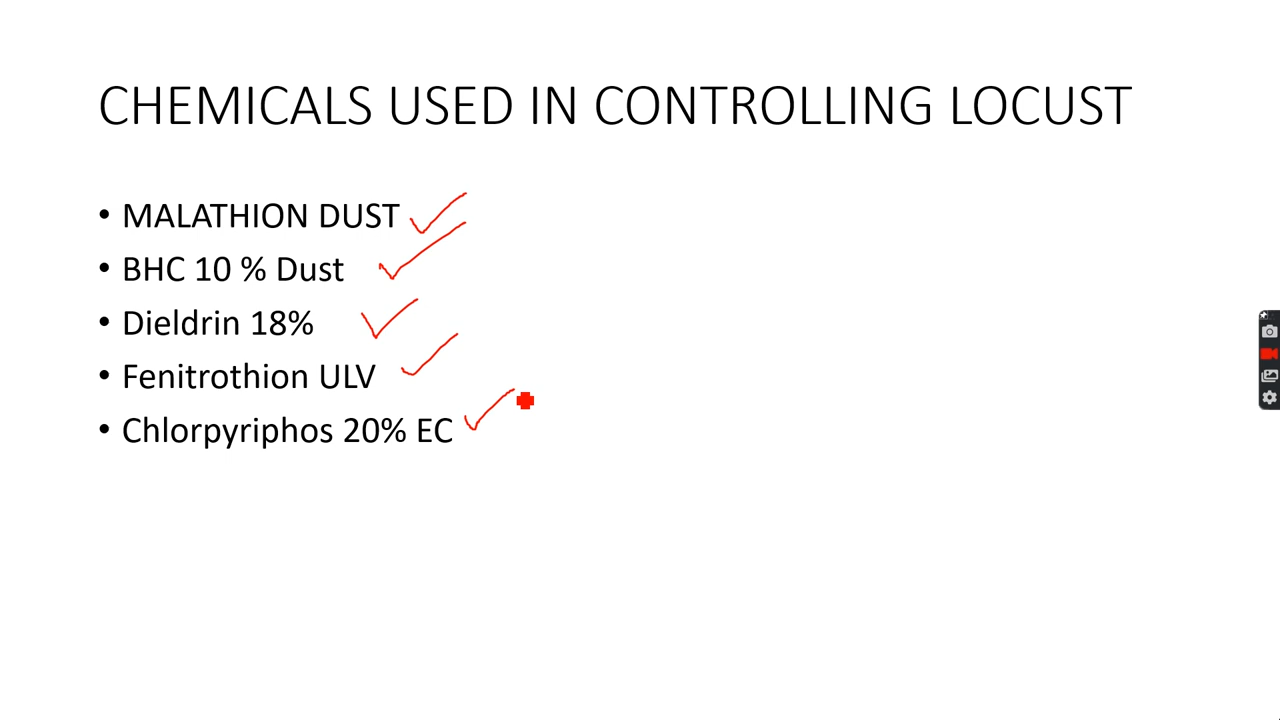 CHEMICALS USED IN CONTROLLING LOCUST
• MALATHION DUST
• BHC 10 % Dust
• Dieldrin 18%
• Fenitrothion ULV
• Chlorpyriphos 20% EC